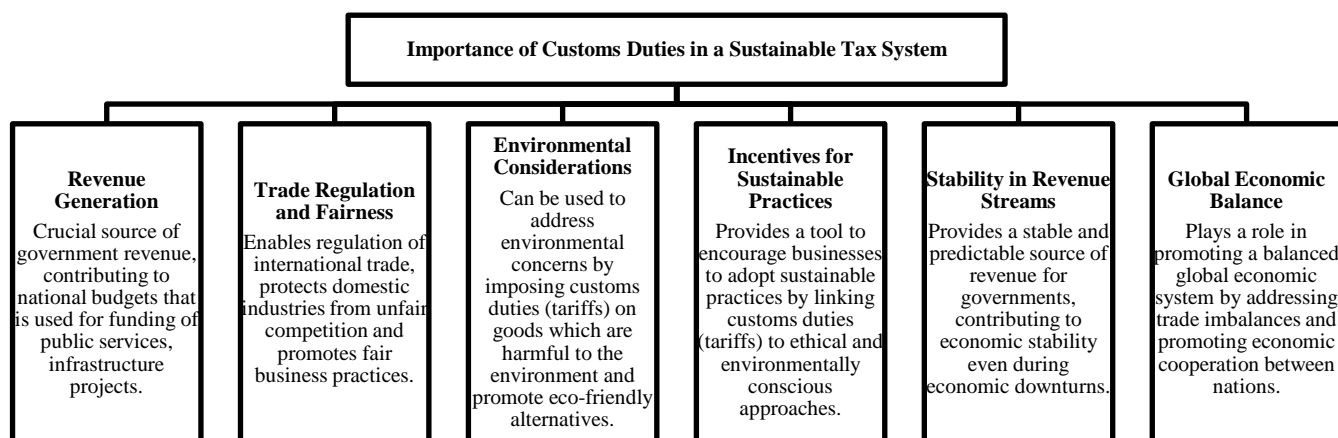 Importance of Customs Duties in a Sustainable Tax System
Revenue
Generation
Crucial source of
government revenue,
contributing to
national budgets that
is used for funding of
public services,
infrastructure
projects.
Trade Regulation
and Fairness
Enables regulation of
international trade,
protects domestic
industries from unfair
competition and
promotes fair
business practices.
Environmental
Considerations
Can be used to
address
environmental
concerns by
imposing customs
duties (tariffs) on
goods which are
harmful to the
environment and
promote eco-friendly
alternatives.
Incentives for
Sustainable
Practices
Provides a tool to
encourage businesses
to adopt sustainable
practices by linking
customs duties
(tariffs) to ethical and
environmentally
conscious
approaches.
Stability in Revenue
Streams
Provides a stable and
predictable source of
revenue for
governments,
contributing to
economic stability
even during
economic downturns.
Global Economic
Balance
Plays a role in
promoting a balanced
global economic
system by addressing
trade imbalances and
promoting economic
cooperation between
nations.